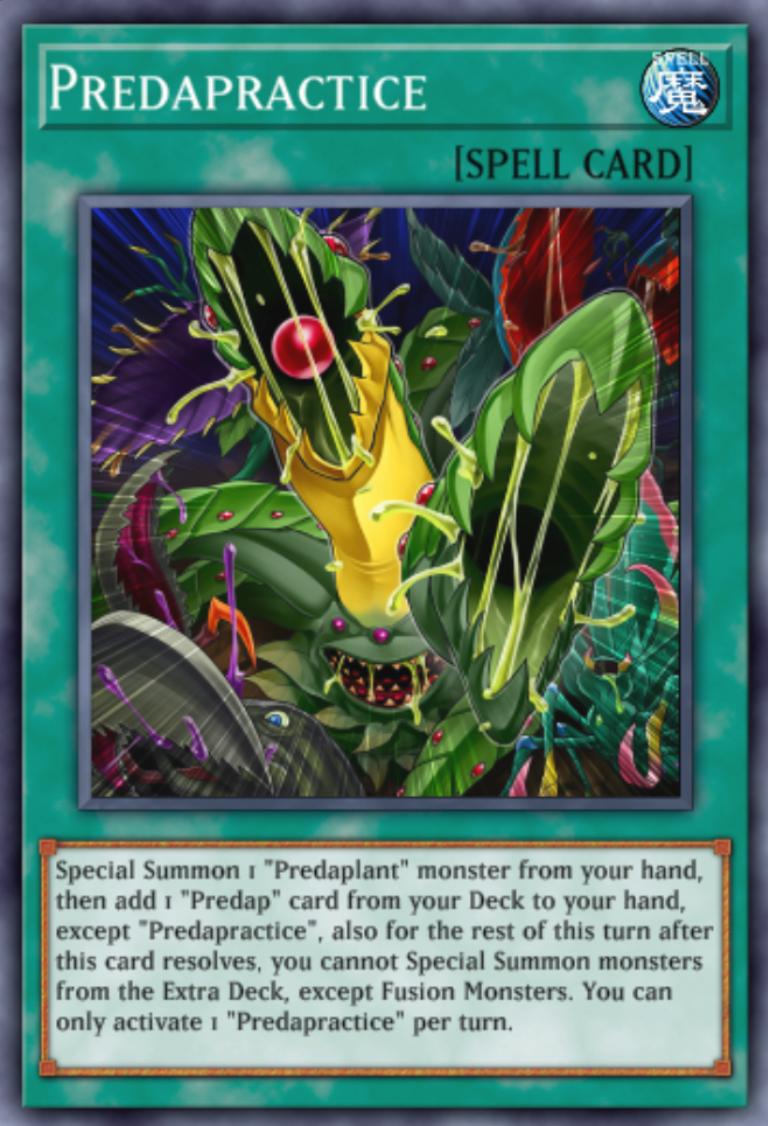 PREDAPRACTICE
SPELL
魔
[SPELL CARD]
Special Summon 1 "Predaplant" monster from your hand,
then add 1 "Predap" card from your Deck to your hand,
except "Predapractice", also for the rest of this turn after
this card resolves, you cannot Special Summon monsters
from the Extra Deck, except Fusion Monsters. You can
only activate 1 "Predapractice" per turn.